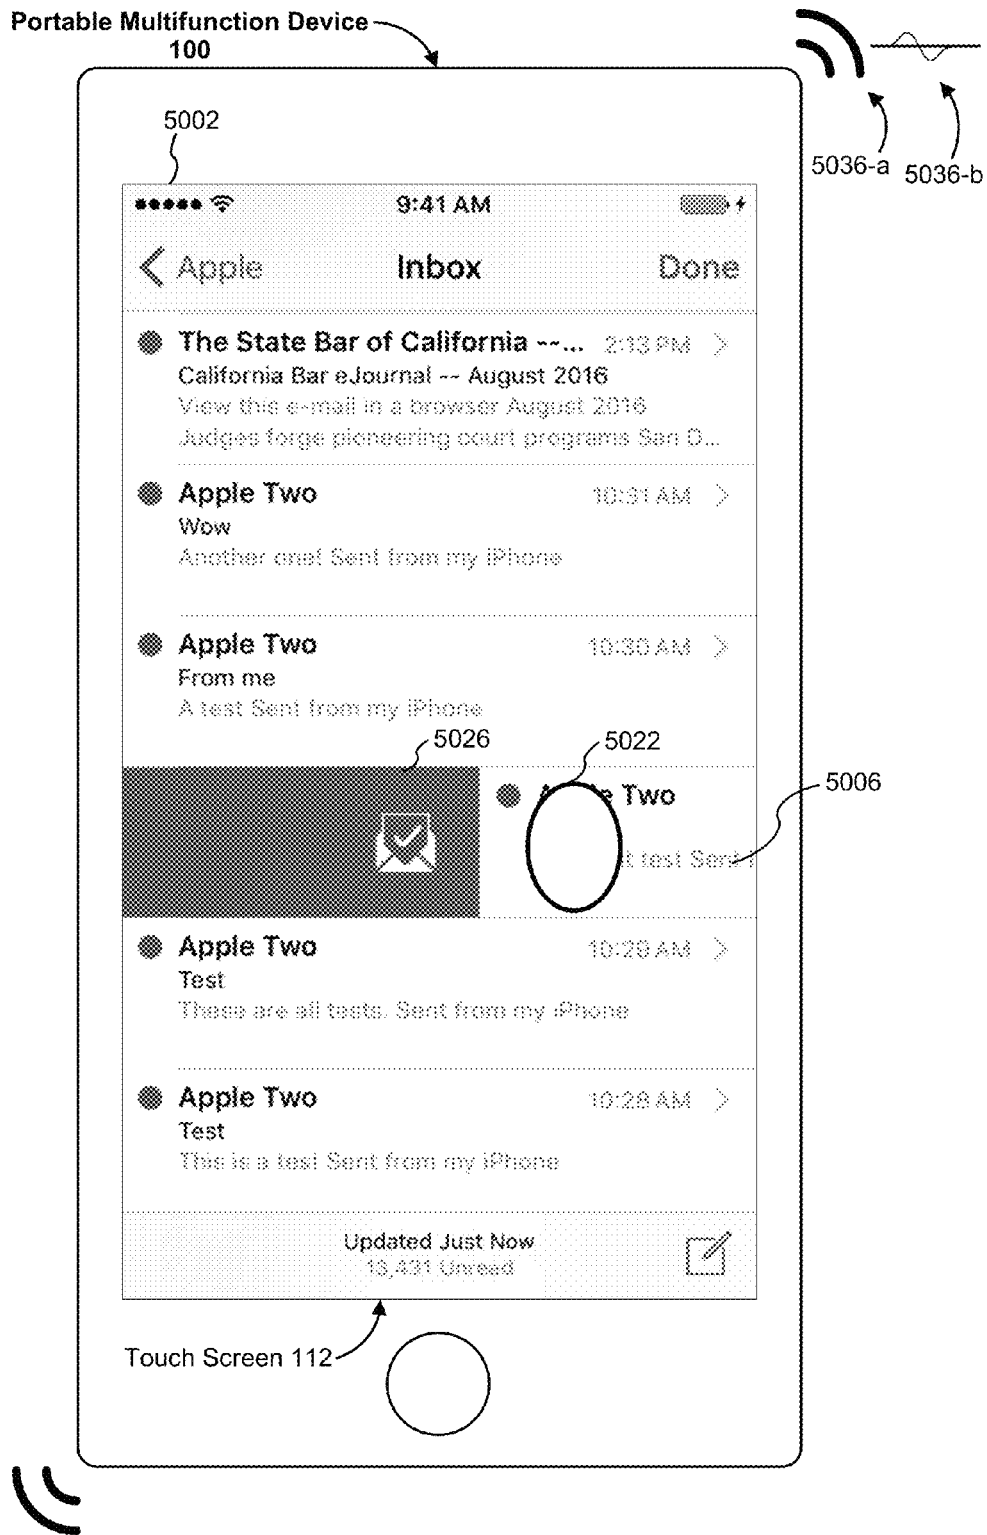 Portable Multifunction Device
100
5036-a
5036-b
5002
9:41 AM
Apple Inbox Done
The State Bar of California --... 2:13 PM
California Bar eJournal -- August 2016
View this e-mail in a browser August 2016
Judges forge pioneering court programs San D...
Apple Two 10:31 AM
Wow
Another one! Sent from my iPhone
Apple Two 10:30 AM
From me
A test Sent from my iPhone
5026
5022
5006
Two
test Sent
Apple Two 10:29 AM
Test
These are all tests. Sent from my iPhone
Apple Two 10:28 AM
Test
This is a test Sent from my iPhone
Updated Just Now
13,431 Unread
Touch Screen 112